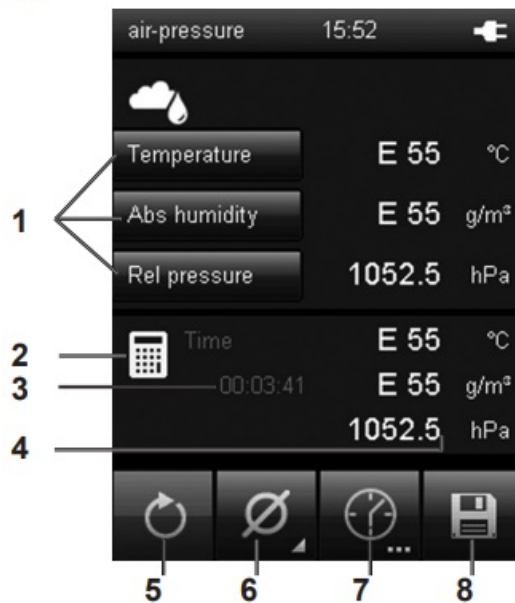 air-pressure 15:52
Temperature E 55 °C
1 Abs humidity E 55 g/m³
Rel pressure 1052.5 hPa
2 Time E 55 °C
3 00:03:41 E 55 g/m³
4 1052.5 hPa
5 6 7 8